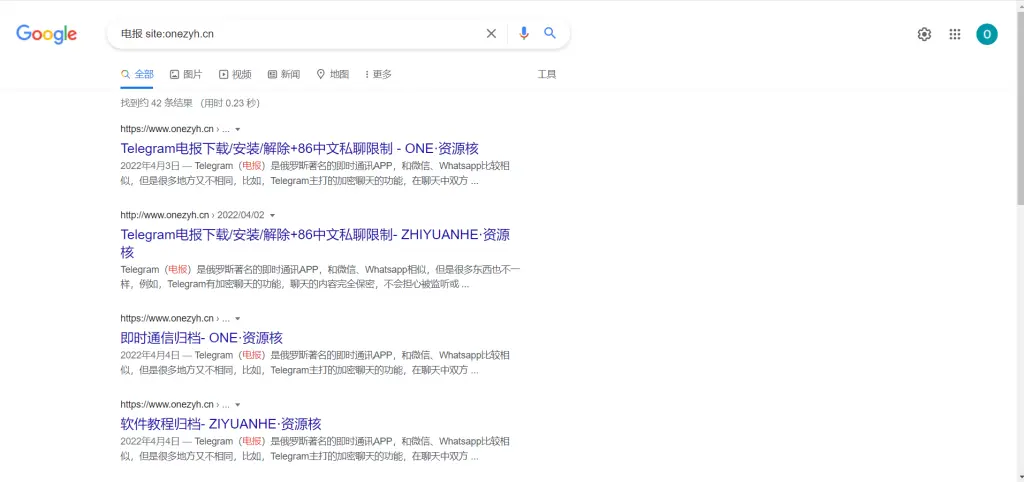 Google
电报 site:onezyh.cn
O
全部 图片 视频 新闻 地图 更多 工具
找到约 42 条结果 （用时 0.23 秒）
https://www.onezyh.cn › ...
Telegram电报下载/安装/解除+86中文私聊限制 - ONE·资源核
2022年4月3日 — Telegram（电报）是俄罗斯著名的即时通讯APP，和微信、Whatsapp比较相
似，但是很多地方又不相同，比如，Telegram主打的加密聊天的功能，在聊天中双方 ...
http://www.onezyh.cn › 2022/04/02
Telegram电报下载/安装/解除+86中文私聊限制- ZHIYUANHE·资源
核
Telegram（电报）是俄罗斯著名的即时通讯APP，和微信、Whatsapp相似，但是很多东西也不一
样，例如，Telegram有加密聊天的功能，聊天的内容完全保密，不会担心被监听或 ...
https://www.onezyh.cn › ...
即时通信归档- ONE·资源核
2022年4月4日 — Telegram（电报）是俄罗斯著名的即时通讯APP，和微信、Whatsapp比较相
似，但是很多地方又不相同，比如，Telegram主打的加密聊天的功能，在聊天中双方 ...
https://www.onezyh.cn › ...
软件教程归档- ZIYUANHE·资源核
2022年4月4日 — Telegram（电报）是俄罗斯著名的即时通讯APP，和微信、Whatsapp比较相
似，但是很多地方又不相同，比如，Telegram主打的加密聊天的功能，在聊天中双方 ...